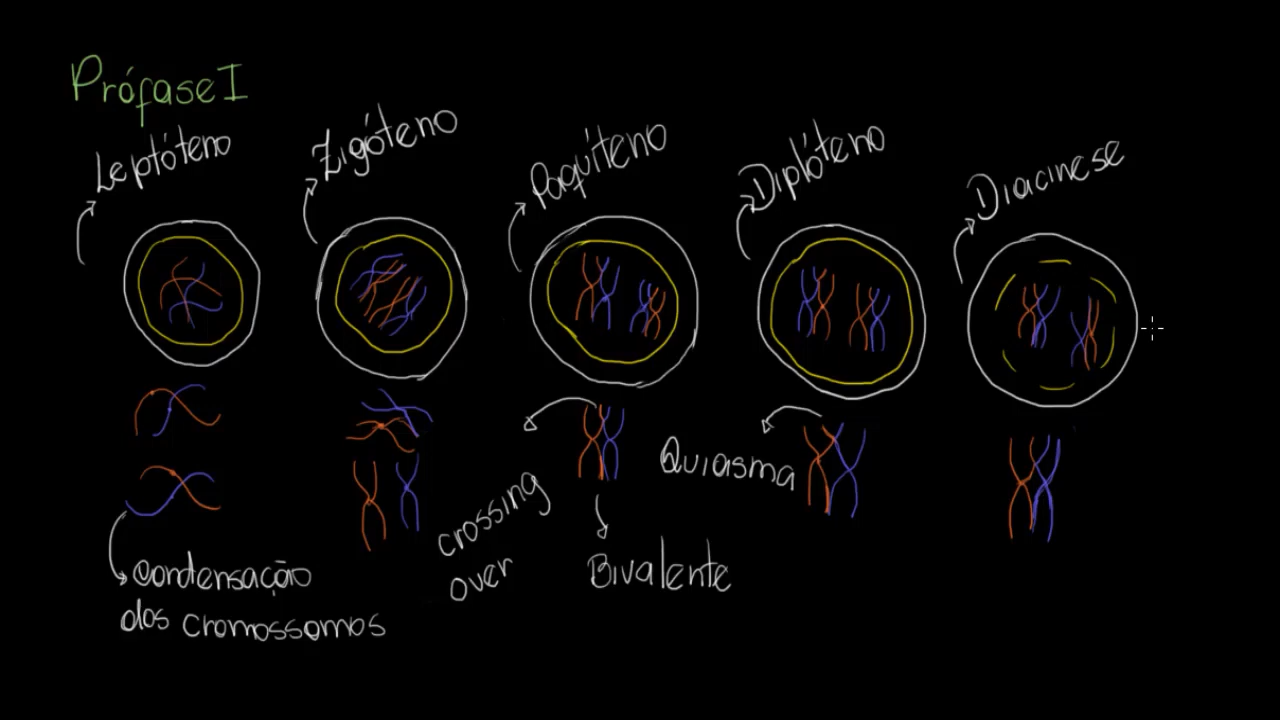 Prófase I
Leptóteno
Zigóteno
Paquíteno
Diplóteno
Diacinese
Condensação
dos cromossomos
crossing
over
Bivalente
Quiasma